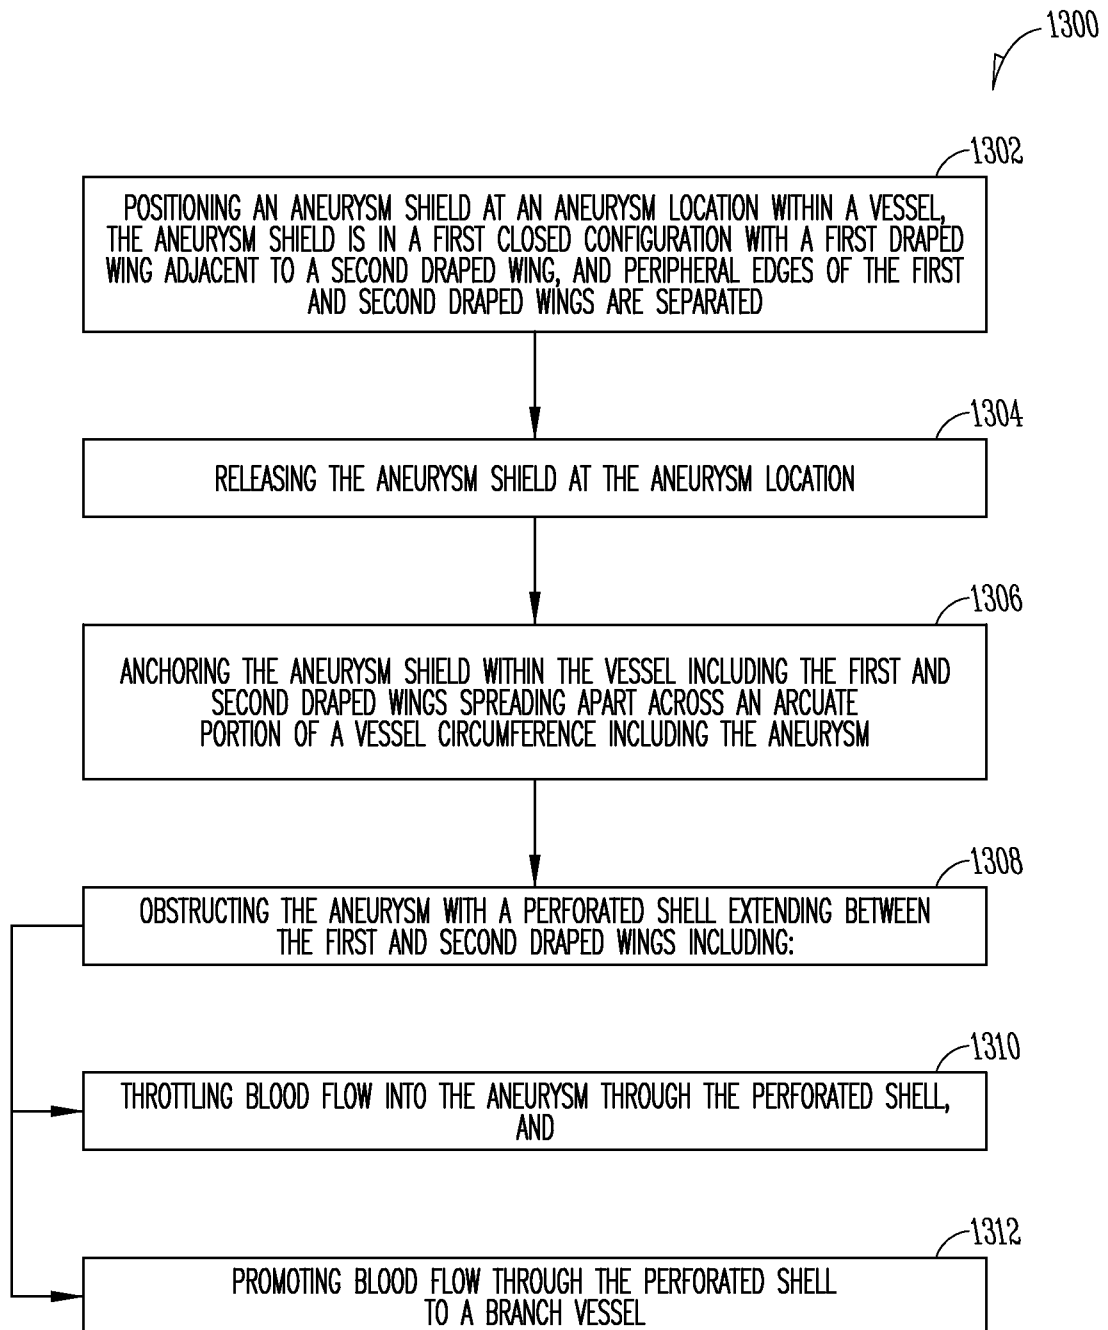 1300
1302
POSITIONING AN ANEURYSM SHIELD AT AN ANEURYSM LOCATION WITHIN A VESSEL,
THE ANEURYSM SHIELD IS IN A FIRST CLOSED CONFIGURATION WITH A FIRST DRAPED
WING ADJACENT TO A SECOND DRAPED WING, AND PERIPHERAL EDGES OF THE FIRST
AND SECOND DRAPED WINGS ARE SEPARATED
1304
RELEASING THE ANEURYSM SHIELD AT THE ANEURYSM LOCATION
1306
ANCHORING THE ANEURYSM SHIELD WITHIN THE VESSEL INCLUDING THE FIRST AND
SECOND DRAPED WINGS SPREADING APART ACROSS AN ARCUATE
PORTION OF A VESSEL CIRCUMFERENCE INCLUDING THE ANEURYSM
1308
OBSTRUCTING THE ANEURYSM WITH A PERFORATED SHELL EXTENDING BETWEEN
THE FIRST AND SECOND DRAPED WINGS INCLUDING:
1310
THROTTLING BLOOD FLOW INTO THE ANEURYSM THROUGH THE PERFORATED SHELL,
AND
1312
PROMOTING BLOOD FLOW THROUGH THE PERFORATED SHELL
TO A BRANCH VESSEL